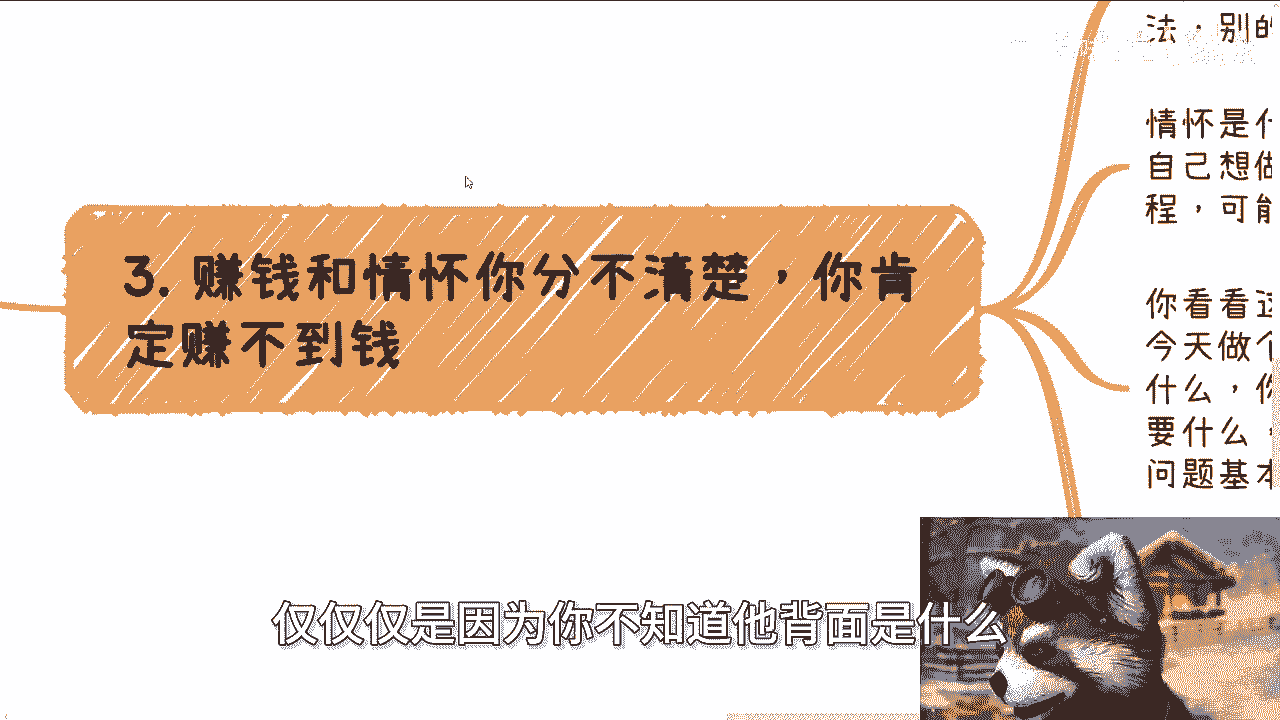 法，别的
情怀是什
自己想做
程，可能
3. 赚钱和情怀你分不清楚，你肯
定赚不到钱
你看看这
今天做个
什么，你
要什么，
问题基本
仅仅仅是因为你不知道他背面是什么